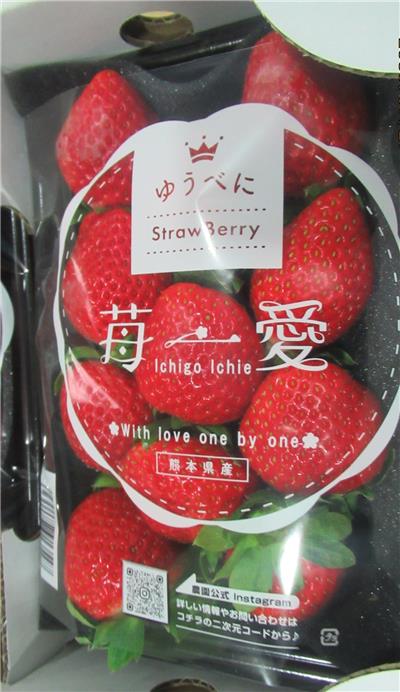 ゆうべに
StrawBerry
苺一愛
Ichigo Ichie
With love one by one
熊本県産
農園公式 Instagram
詳しい情報やお問い合わせは
コチラの二次元コードから♪
プラ